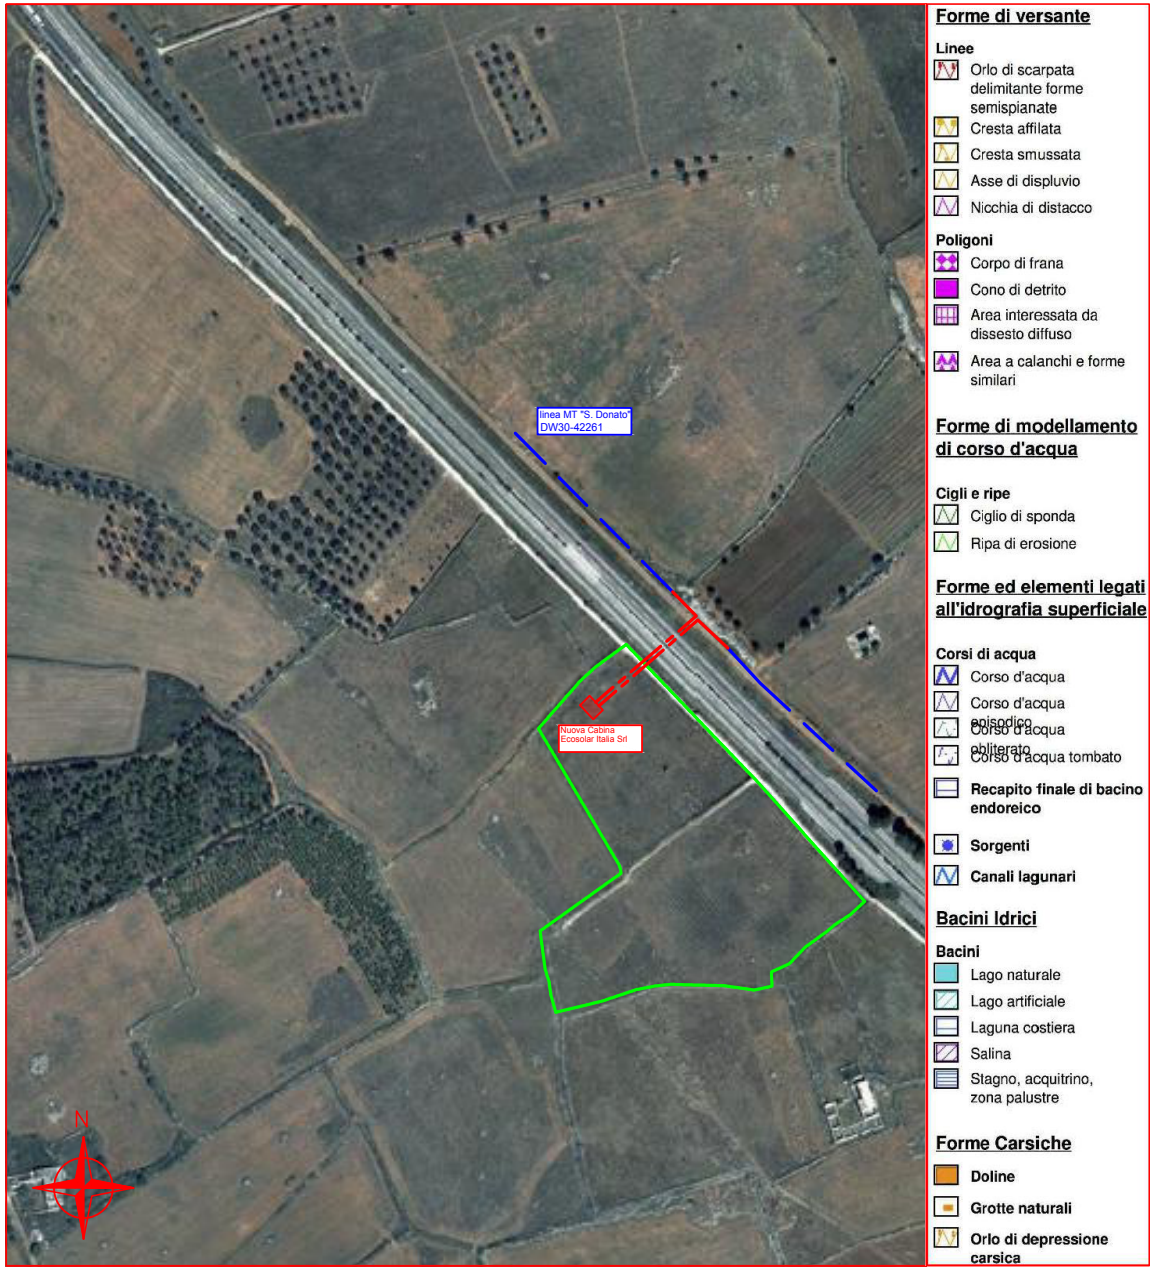 linea MT "S. Donato"
DW30-42261
Nuova Cabina
Ecosolar Italia Srl
N
Forme di versante
Linee
Orlo di scarpata
delimitante forme
semispianate
Cresta affilata
Cresta smussata
Asse di displuvio
Nicchia di distacco
Poligoni
Corpo di frana
Cono di detrito
Area interessata da
dissesto diffuso
Area a calanchi e forme
similari
Forme di modellamento
di corso d'acqua
Cigli e ripe
Ciglio di sponda
Ripa di erosione
Forme ed elementi legati
all'idrografia superficiale
Corsi di acqua
Corso d'acqua
Corso d'acqua
episodico
Corso d'acqua
obliterato
Corso d'acqua tombato
Recapito finale di bacino
endoreico
Sorgenti
Canali lagunari
Bacini Idrici
Bacini
Lago naturale
Lago artificiale
Laguna costiera
Salina
Stagno, acquitrino,
zona palustre
Forme Carsiche
Doline
Grotte naturali
Orlo di depressione
carsica